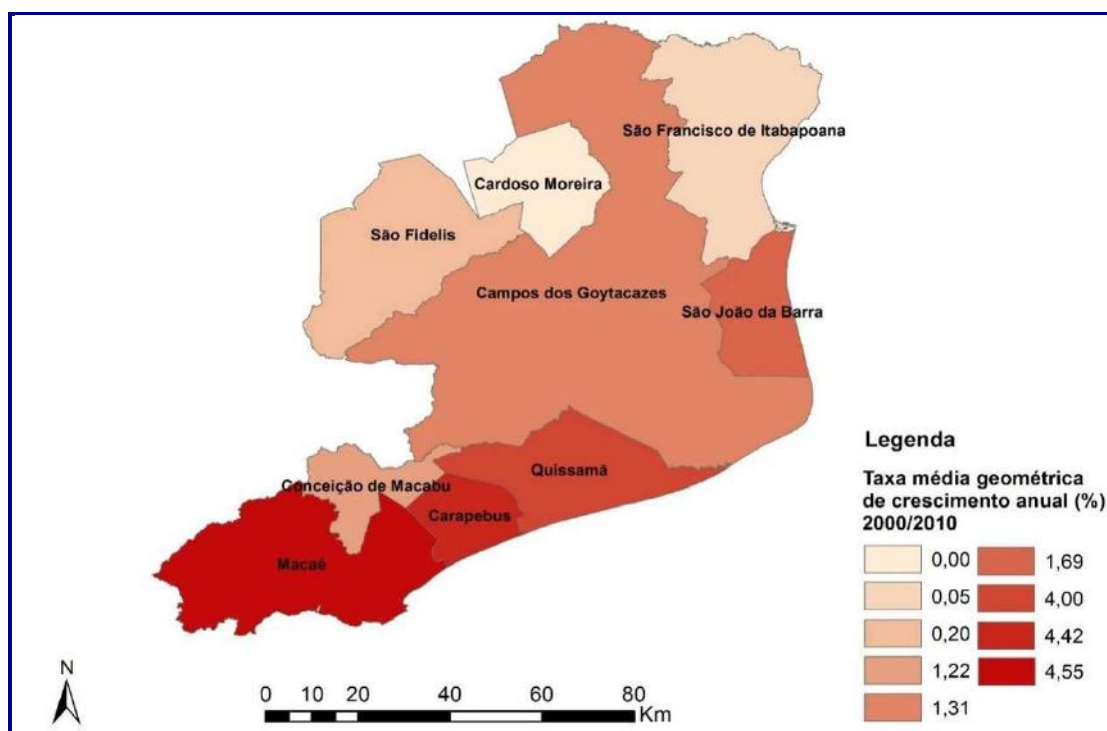 São Francisco de Itabapoana
Cardoso Moreira
São Fidelis
Campos dos Goytacazes
São João da Barra
Quissamã
Conceição de Macabu
Carapebus
Macaé
Legenda
Taxa média geométrica
de crescimento anual (%)
2000/2010
0,00
0,05
0,20
1,22
1,31
1,69
4,00
4,42
4,55
N
0 10 20 40 60 80
Km